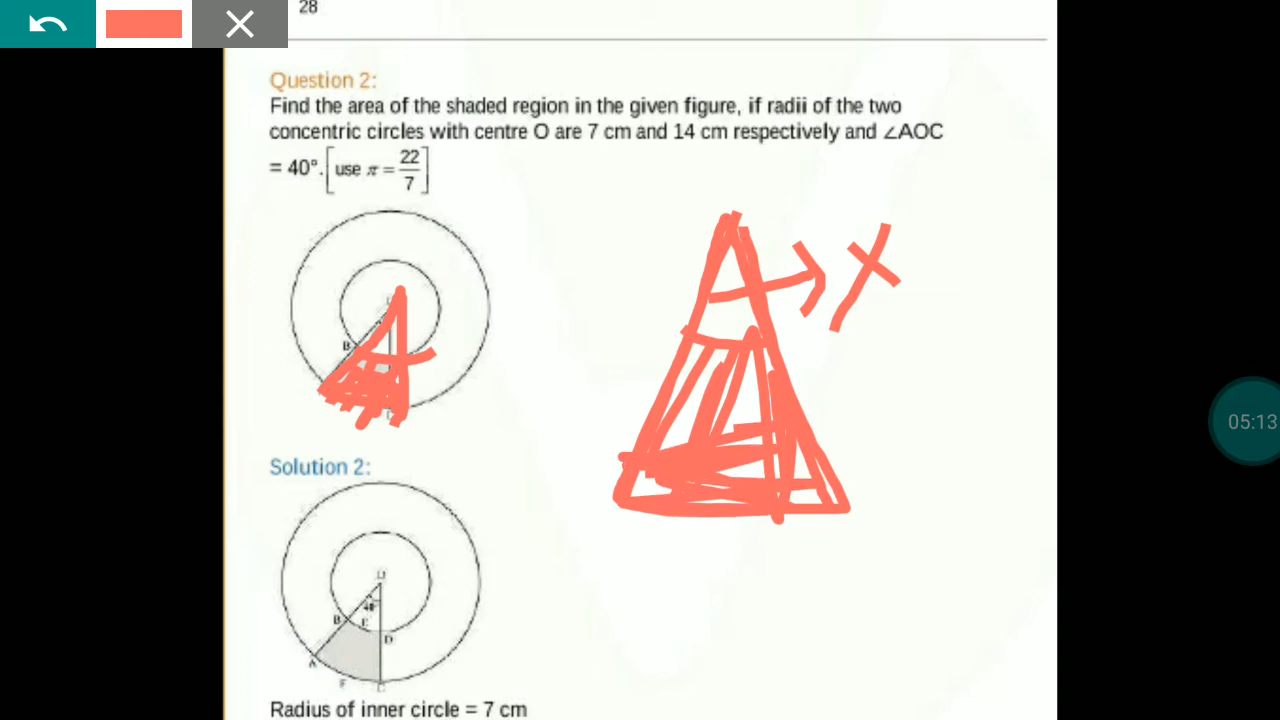 28
Question 2:
Find the area of the shaded region in the given figure, if radii of the two
concentric circles with centre O are 7 cm and 14 cm respectively and ∠AOC
= 40°. [use π = 22/7]
B
X
05:13
Solution 2:
O
40°
B E
D
A
F
C
Radius of inner circle = 7 cm